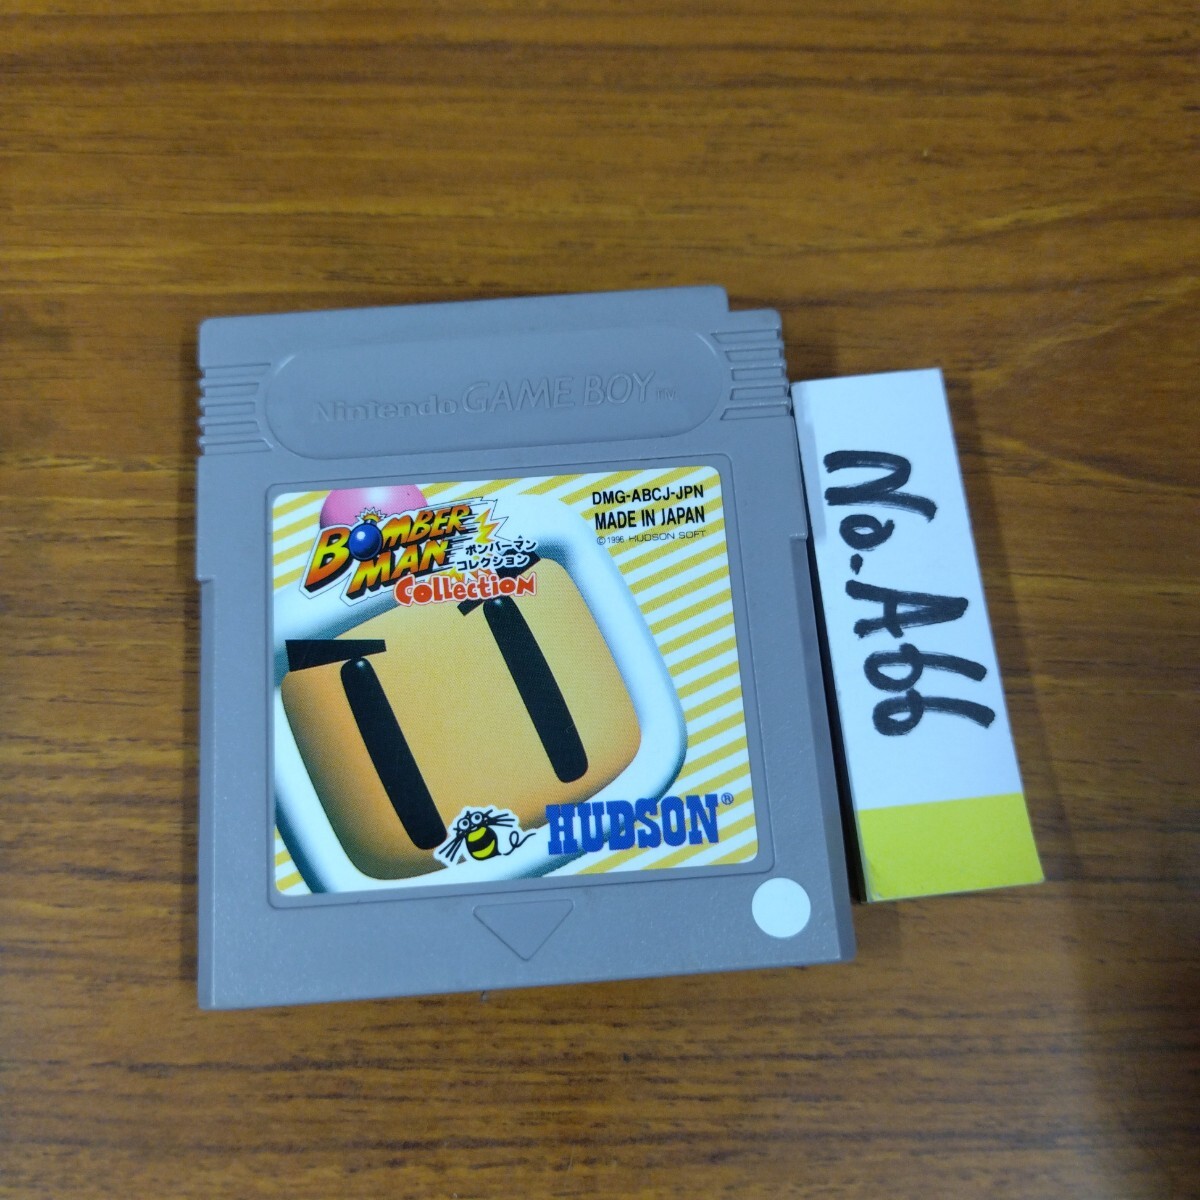 Nintendo GAME BOY TM
BOMBER
MAN
ボンバーマン
コレクション
Collection
DMG-ABCJ-JPN
MADE IN JAPAN
©1996 HUDSON SOFT
HUDSON®
No.A66